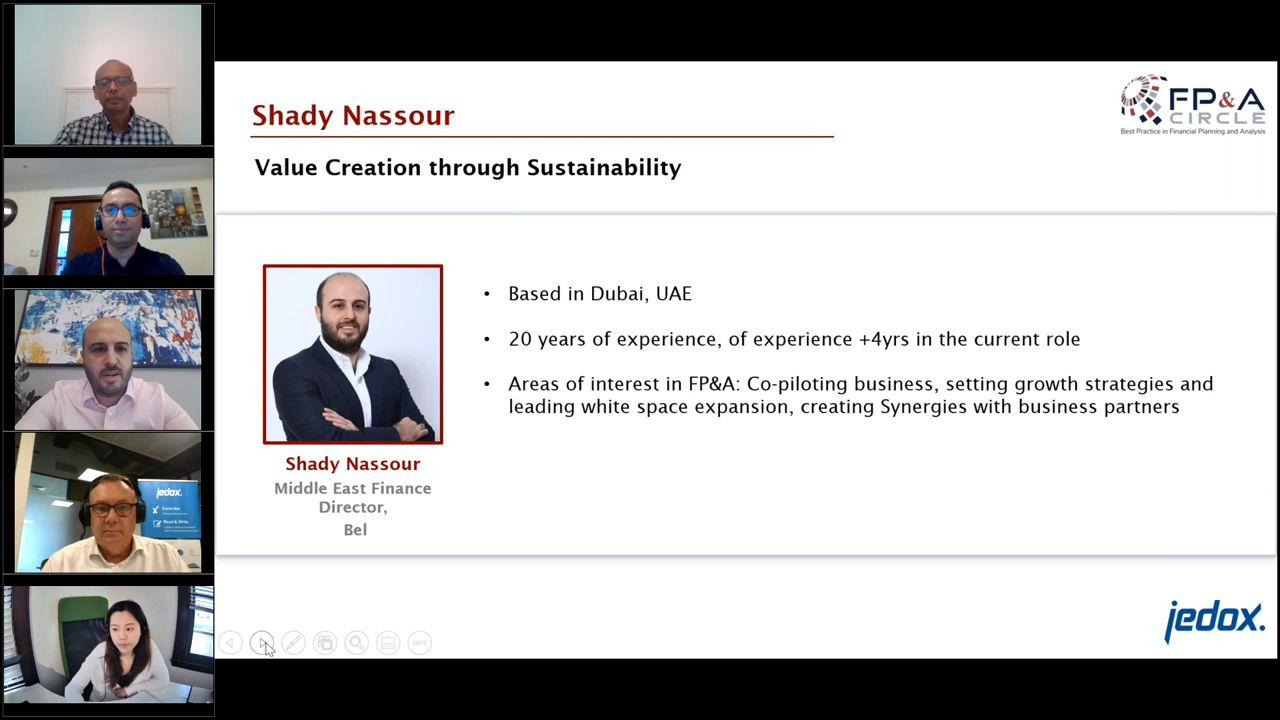 Shady Nassour
FP&A
CIRCLE
Best Practice in Financial Planning and Analysis
Value Creation through Sustainability
• Based in Dubai, UAE
• 20 years of experience, of experience +4yrs in the current role
• Areas of interest in FP&A: Co-piloting business, setting growth strategies and
leading white space expansion, creating Synergies with business partners
Shady Nassour
Middle East Finance
Director,
Bel
jedox.
jedox.